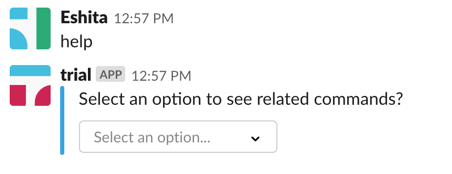 Eshita 12:57 PM
help
trial APP 12:57 PM
Select an option to see related commands?
Select an option...